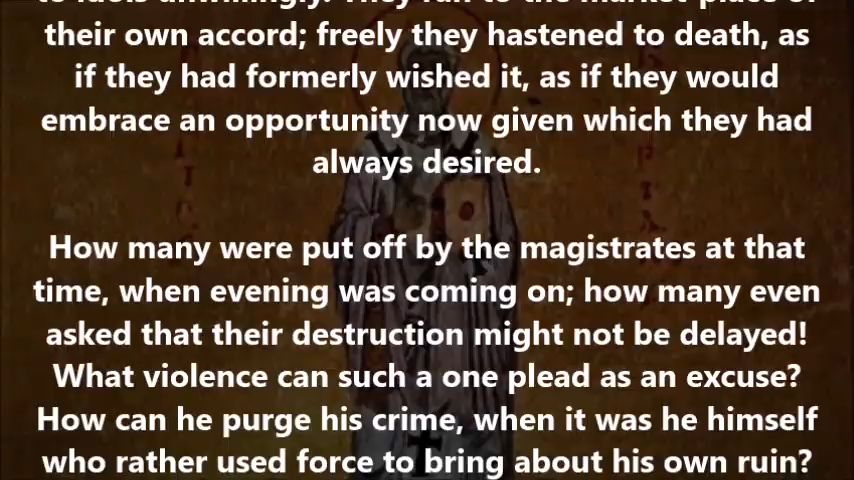 to idols unwillingly. They ran to the market-place of
their own accord; freely they hastened to death, as
if they had formerly wished it, as if they would
embrace an opportunity now given which they had
always desired.
How many were put off by the magistrates at that
time, when evening was coming on; how many even
asked that their destruction might not be delayed!
What violence can such a one plead as an excuse?
How can he purge his crime, when it was he himself
who rather used force to bring about his own ruin?